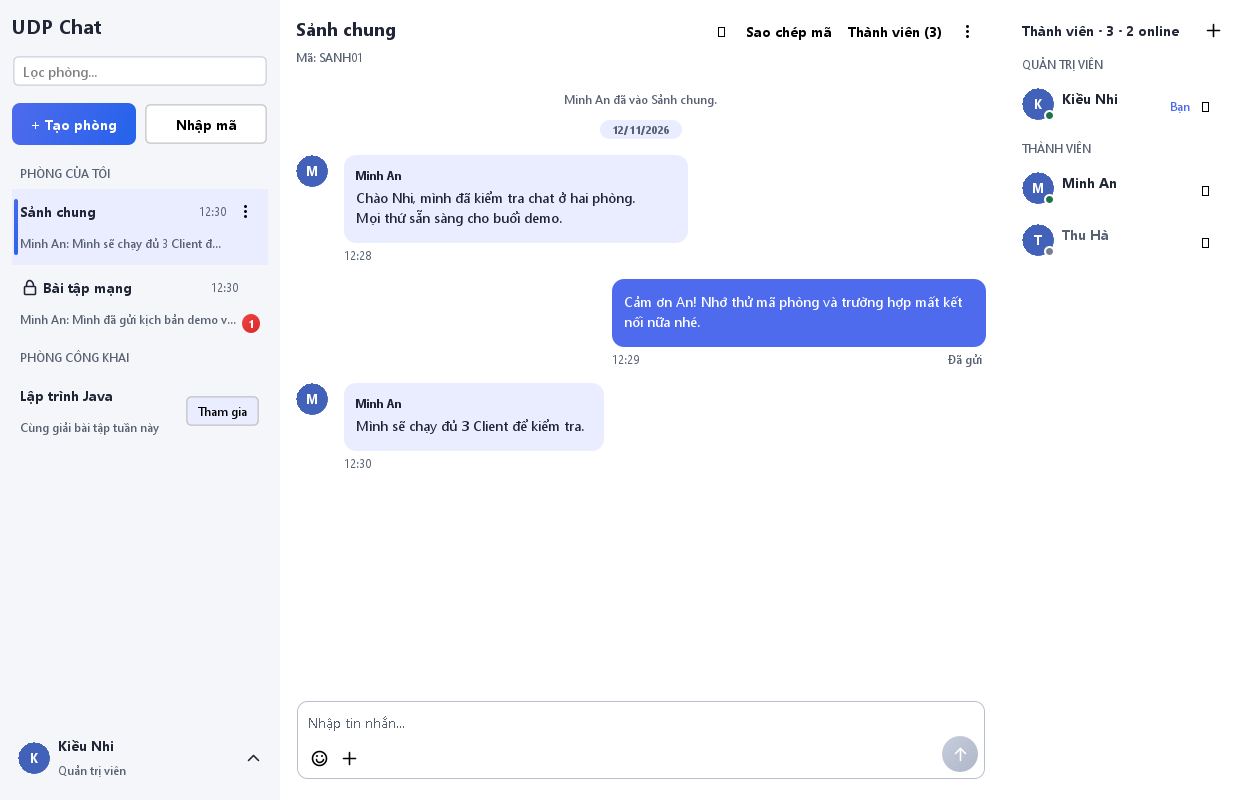 UDP Chat
Lọc phòng...
+ Tạo phòng
Nhập mã
PHÒNG CỦA TÔI
Sảnh chung
12:30
Minh An: Mình sẽ chạy đủ 3 Client đ...
Bài tập mạng
12:30
Minh An: Mình đã gửi kịch bản demo v...
1
PHÒNG CÔNG KHAI
Lập trình Java
Cùng giải bài tập tuần này
Tham gia
K
Kiều Nhi
Quản trị viên
Sảnh chung
Mã: SANH01
Sao chép mã
Thành viên (3)
Minh An đã vào Sảnh chung.
12/11/2026
M
Minh An
Chào Nhi, mình đã kiểm tra chat ở hai phòng.
Mọi thứ sẵn sàng cho buổi demo.
12:28
Cảm ơn An! Nhớ thử mã phòng và trường hợp mất kết
nối nữa nhé.
12:29
Đã gửi
M
Minh An
Mình sẽ chạy đủ 3 Client để kiểm tra.
12:30
Nhập tin nhắn...
Thành viên · 3 · 2 online
QUẢN TRỊ VIÊN
K
Kiều Nhi
Bạn
THÀNH VIÊN
M
Minh An
T
Thu Hà